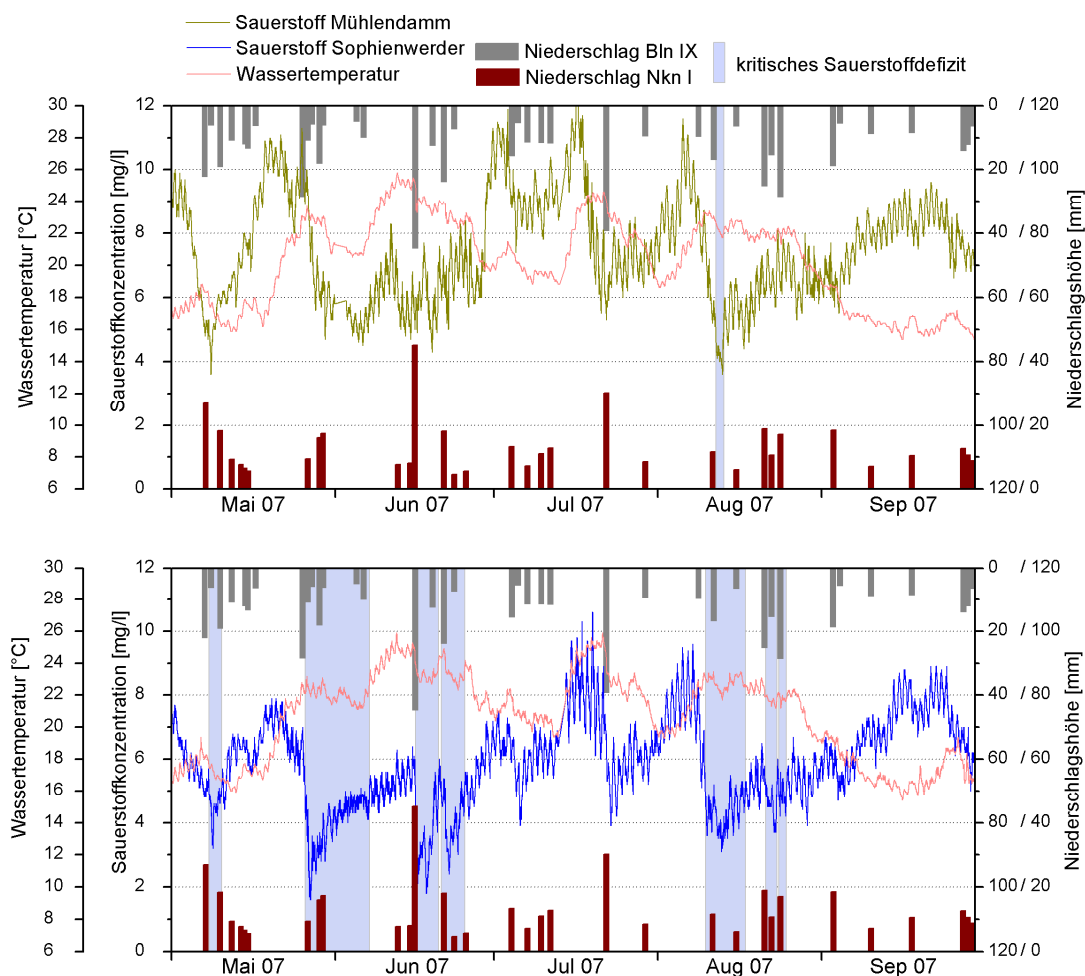 Sauerstoff Mühlendamm
Sauerstoff Sophienwerder
Wassertemperatur
Niederschlag Bln IX
Niederschlag Nkn I
kritisches Sauerstoffdefizit
30 12 0 / 120
28 10 20 / 100
26
24 8 40 / 80
22
20 6 60 / 60
18
16 4 80 / 40
14
12 2 100 / 20
10
8
6 0 120 / 0
Wassertemperatur [°C]
Sauerstoffkonzentration [mg/l]
Niederschlagshöhe [mm]
Mai 07 Jun 07 Jul 07 Aug 07 Sep 07
30 12 0 / 120
28 10 20 / 100
26
24 8 40 / 80
22
20 6 60 / 60
18
16 4 80 / 40
14
12 2 100 / 20
10
8
6 0 120 / 0
Wassertemperatur [°C]
Sauerstoffkonzentration [mg/l]
Niederschlagshöhe [mm]
Mai 07 Jun 07 Jul 07 Aug 07 Sep 07